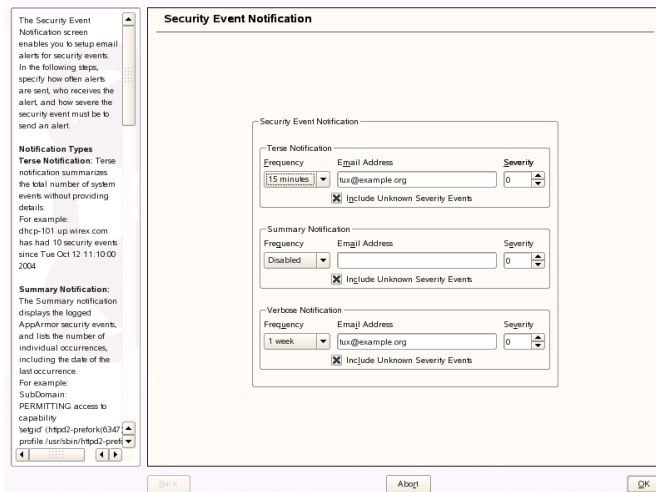 The Security Event
Notification screen
enables you to setup email
alerts for security events.
In the following steps,
specify how often alerts
are sent, who receives the
alert, and how severe the
security event must be to
send an alert.
Notification Types
Terse Notification: Terse
notification summarizes
the total number of system
events without providing
details.
For example:
dhcp-101.up.wirex.com
has had 10 security events
since Tue Oct 12 11:10:00
2004
Summary Notification:
The Summary notification
displays the logged
AppArmor security events,
and lists the number of
individual occurrences,
including the date of the
last occurrence.
For example:
SubDomain:
PERMITTING access to
capability
'setgid' (httpd2-prefork(6347)
profile /usr/sbin/httpd2-prefo
Security Event Notification
Security Event Notification
Terse Notification
Frequency Email Address Severity
15 minutes tux@example.org 0
Include Unknown Severity Events
Summary Notification
Frequency Email Address Severity
Disabled 0
Include Unknown Severity Events
Verbose Notification
Frequency Email Address Severity
1 week tux@example.org 0
Include Unknown Severity Events
Back Abort OK